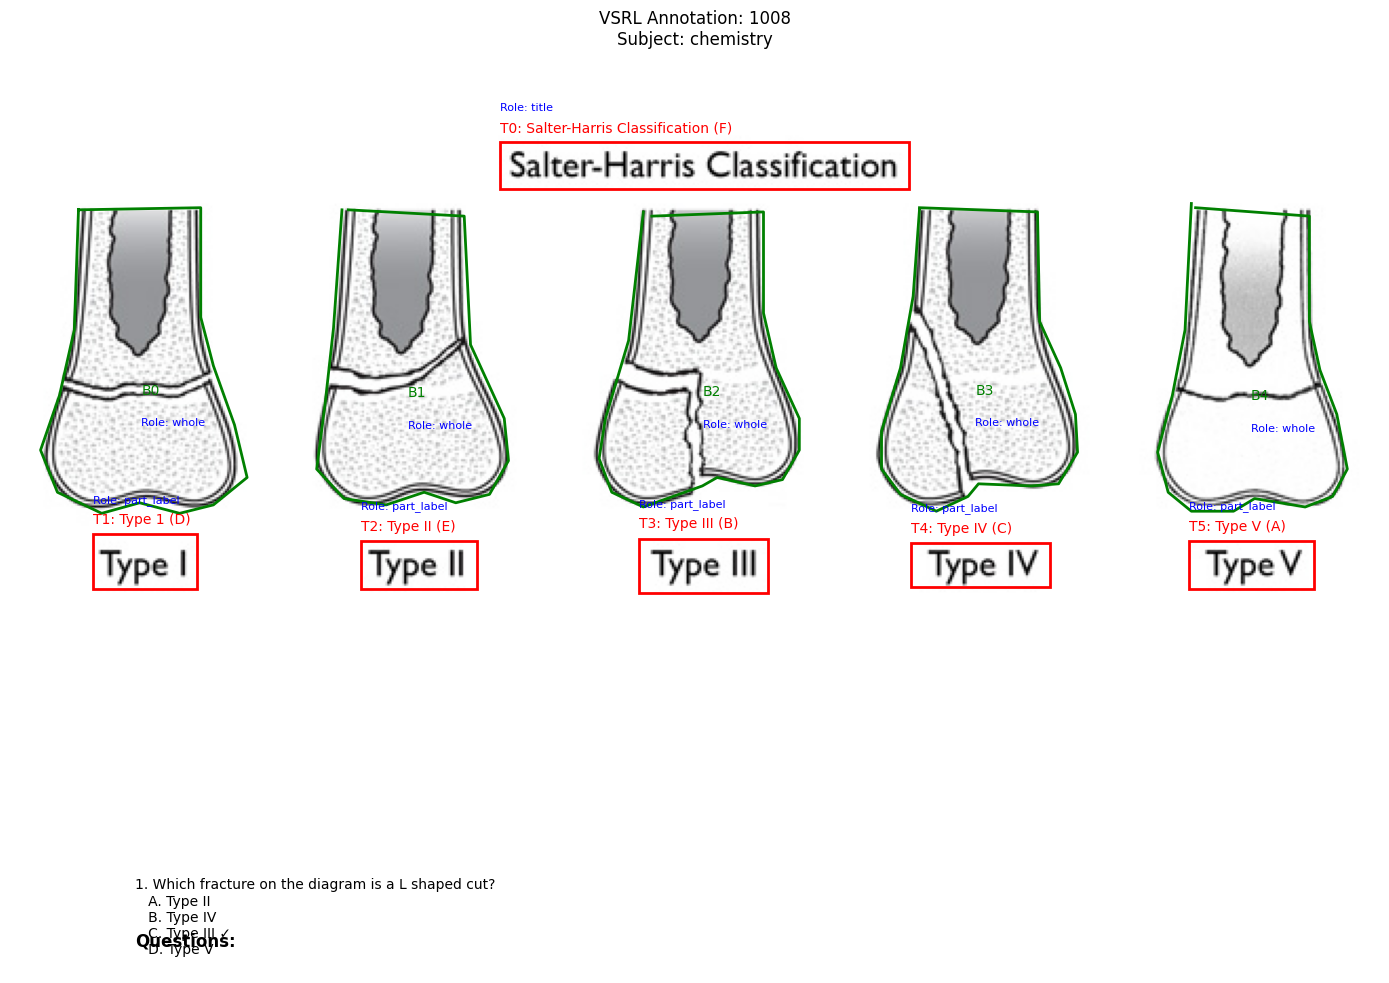 VSRL Annotation: 1008
Subject: chemistry
Role: title
T0: Salter-Harris Classification (F)
Salter-Harris Classification
B0
Role: whole
B1
Role: whole
B2
Role: whole
B3
Role: whole
B4
Role: whole
Role: part_label
T1: Type 1 (D)
Type I
Role: part_label
T2: Type II (E)
Type II
Role: part_label
T3: Type III (B)
Type III
Role: part_label
T4: Type IV (C)
Type IV
Role: part_label
T5: Type V (A)
Type V
1. Which fracture on the diagram is a L shaped cut?
A. Type II
B. Type IV
C. Type III ✓
Questions:
D. Type V